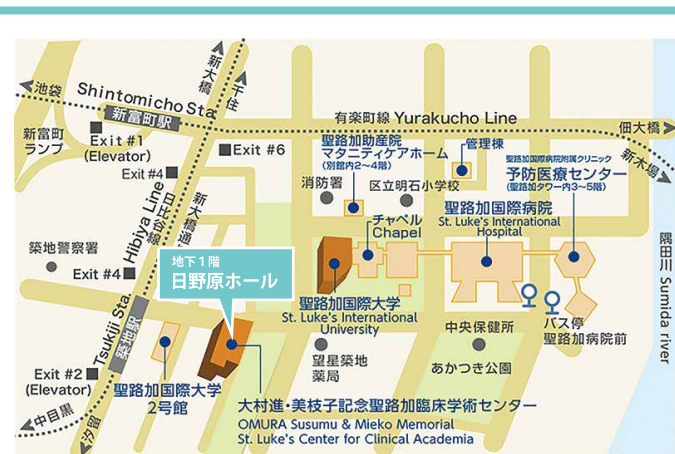 池袋
Shintomicho Sta.
新富町駅
新大橋
千住
有楽町線 Yurakucho Line
佃大橋
新木場
新富町
ランプ
Exit #1
(Elevator)
Exit #6
Exit #4
聖路加助産院
マタニティケアホーム
(別館内2〜4階)
管理棟
聖路加国際病院附属クリニック
予防医療センター
(聖路加タワー内3〜5階)
消防署
区立明石小学校
チャペル
Chapel
聖路加国際病院
St. Luke's International
Hospital
Hibiya Line
日比谷線
新大橋通
築地警察署
Exit #4
地下1階
日野原ホール
隅田川 Sumida river
聖路加国際大学
St. Luke's International
University
Tsukiji Sta.
築地駅
中央保健所
バス停
聖路加病院前
望星築地
薬局
あかつき公園
Exit #2
(Elevator)
聖路加国際大学
2号館
大村進・美枝子記念聖路加臨床学術センター
OMURA Susumu & Mieko Memorial
St. Luke's Center for Clinical Academia
中目黒
汐留